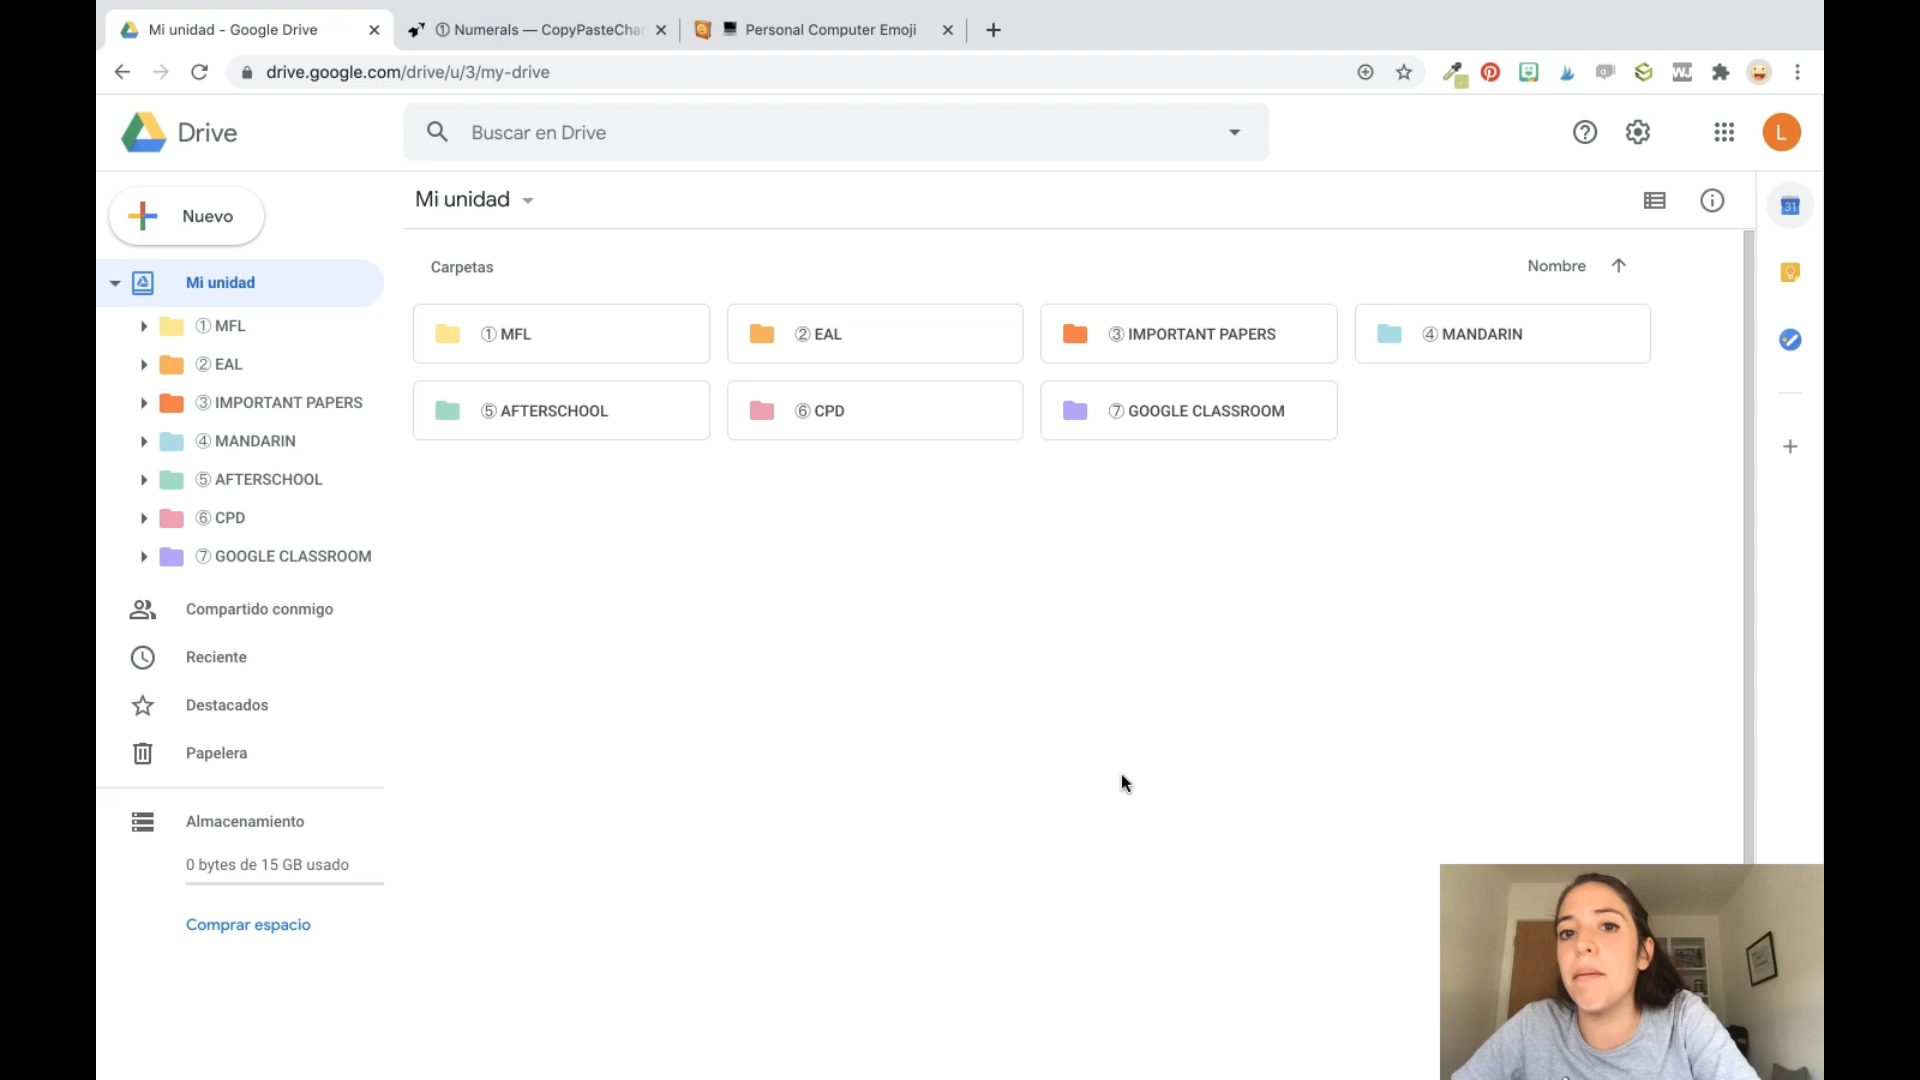 Mi unidad - Google Drive
① Numerals — CopyPasteCha
Personal Computer Emoji
drive.google.com/drive/u/3/my-drive
Drive
Buscar en Drive
L
Nuevo
Mi unidad
31
Carpetas
Nombre
Mi unidad
① MFL
② EAL
③ IMPORTANT PAPERS
④ MANDARIN
⑤ AFTERSCHOOL
⑥ CPD
⑦ GOOGLE CLASSROOM
① MFL
② EAL
③ IMPORTANT PAPERS
④ MANDARIN
⑤ AFTERSCHOOL
⑥ CPD
⑦ GOOGLE CLASSROOM
Compartido conmigo
Reciente
Destacados
Papelera
Almacenamiento
0 bytes de 15 GB usado
Comprar espacio